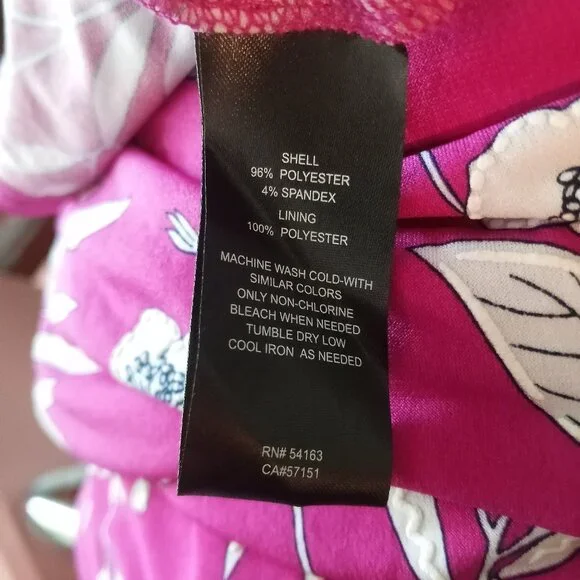 SHELL
96% POLYESTER
4% SPANDEX
LINING
100% POLYESTER
MACHINE WASH COLD-WITH
SIMILAR COLORS
ONLY NON-CHLORINE
BLEACH WHEN NEEDED
TUMBLE DRY LOW
COOL IRON AS NEEDED
RN# 54163
CA#57151